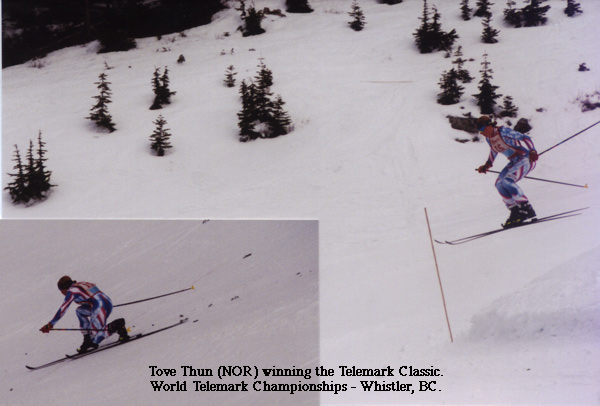 Tove Thun (NOR) winning the Telemark Classic.
World Telemark Championships - Whistler, BC.